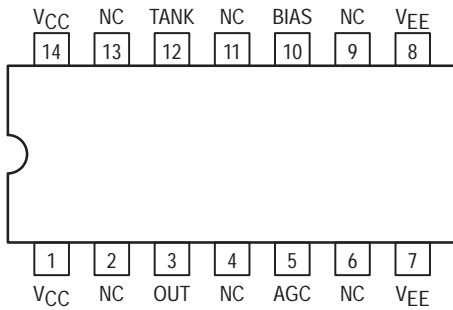 VCC NC TANK NC BIAS NC VEE
14 13 12 11 10 9 8
1 2 3 4 5 6 7
VCC NC OUT NC AGC NC VEE